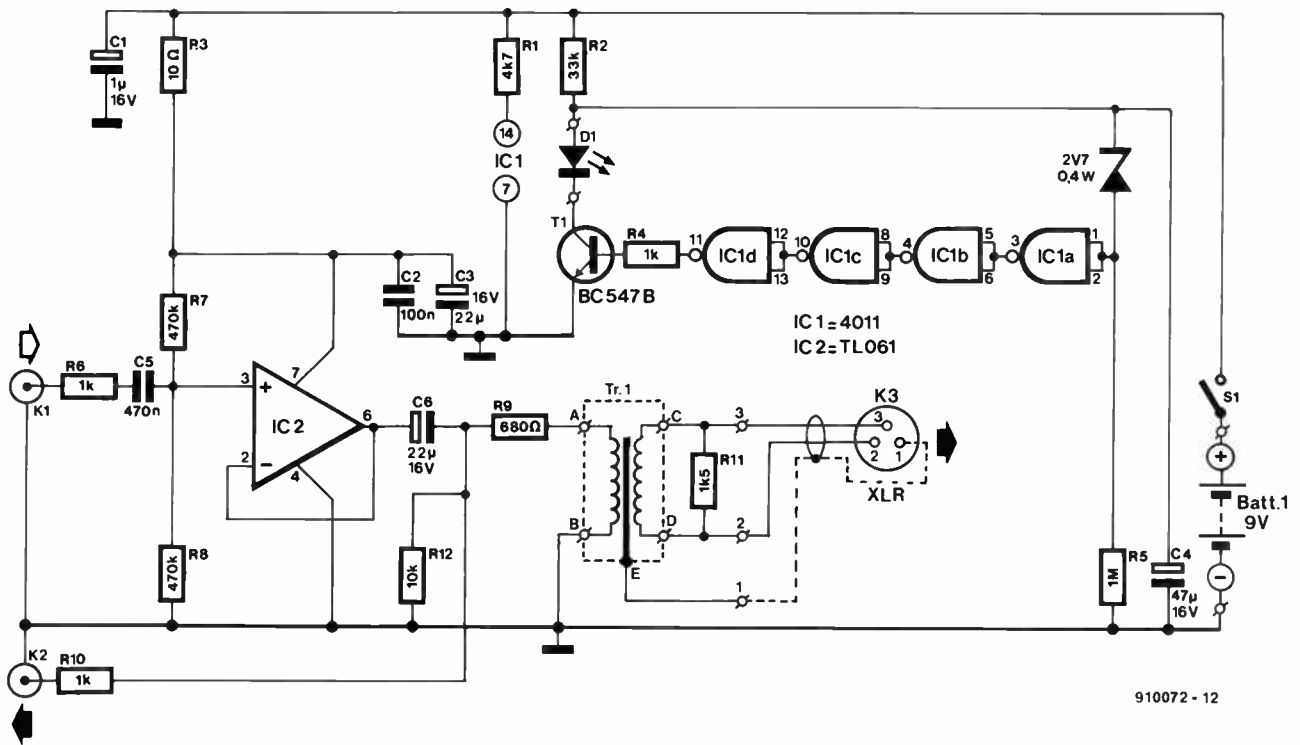 C1
1µ
16V
R3
10 Ω
R1
4k7
14
IC1
7
R2
33k
D1
T1
BC547B
R4
1k
11
IC1d
12
13
10
IC1c
8
9
4
IC1b
5
6
3
IC1a
1
2
2V7
0,4W
IC1=4011
IC2=TL061
C2
100n
C3
16V
22µ
R7
470k
K1
R6
1k
C5
470n
3
+
7
IC2
6
2
−
4
C6
22µ
16V
R9
680Ω
Tr.1
A
B
C
D
E
R11
1k5
3
2
1
K3
3
2
1
XLR
S1
+
Batt.1
9V
−
R8
470k
R12
10k
R5
1M
C4
47µ
16V
K2
R10
1k
910072-12